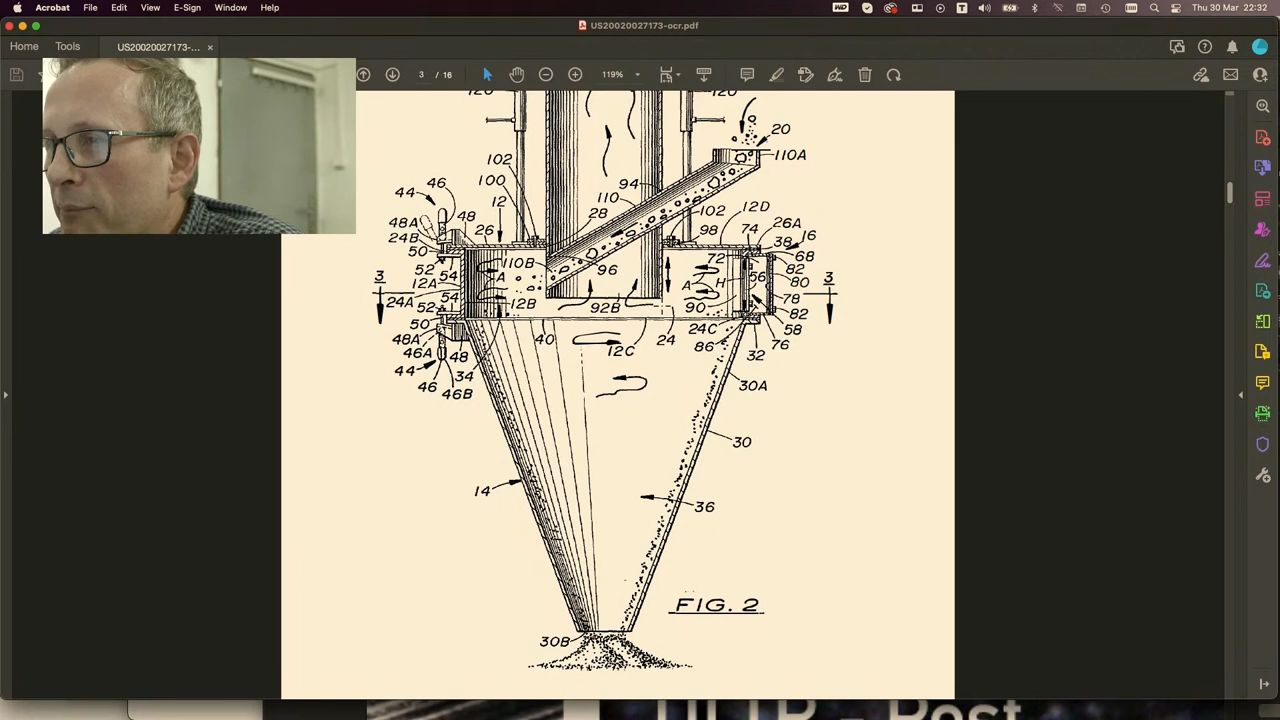 Acrobat File Edit View E-Sign Window Help Thu 30 Mar 22:32
US20020027173-ocr.pdf
Home Tools US20020027173-... ×
3 / 16 119%
120 120
20
110A
102 94
100 110 102
44 46 12 28 12D
48A 48 26 98 74 26A
24B 38 16
50 72 68
52 54 110B 96 56 82
3 12A A A H 80 3
24A 54 12B 92B 90 78
52 82
50 24C 58
48A 40 24 76
46A 48 12C 86 32
44 34
46 30A
46B
30
14
36
FIG. 2
30B